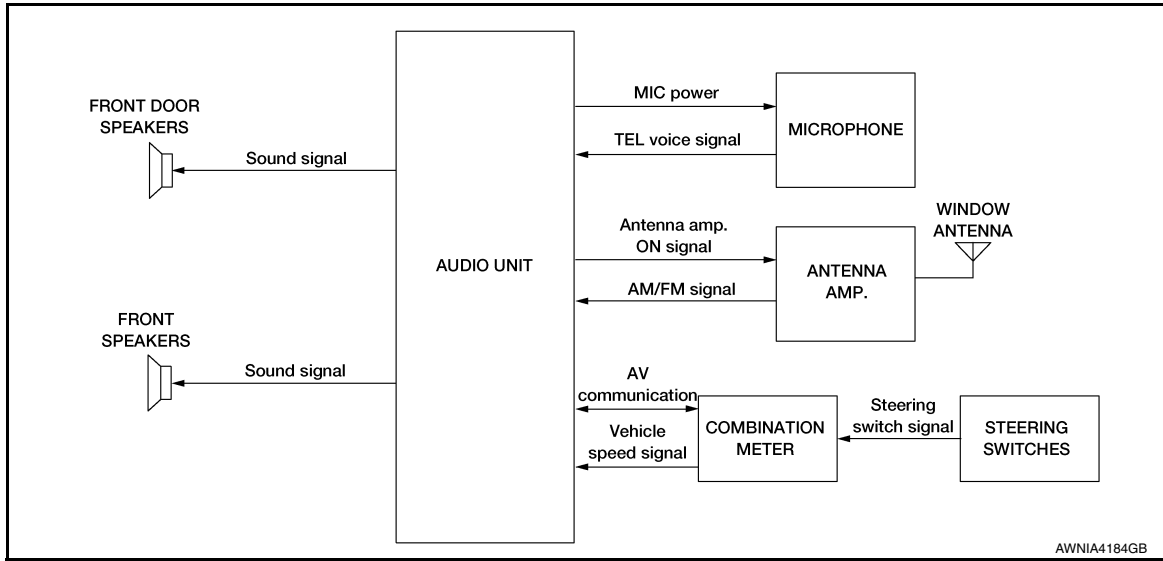 FRONT DOOR
SPEAKERS
Sound signal
FRONT
SPEAKERS
Sound signal
AUDIO UNIT
MIC power
TEL voice signal
MICROPHONE
Antenna amp.
ON signal
AM/FM signal
ANTENNA
AMP.
WINDOW
ANTENNA
AV
communication
Vehicle
speed signal
COMBINATION
METER
Steering
switch signal
STEERING
SWITCHES
AWNIA4184GB